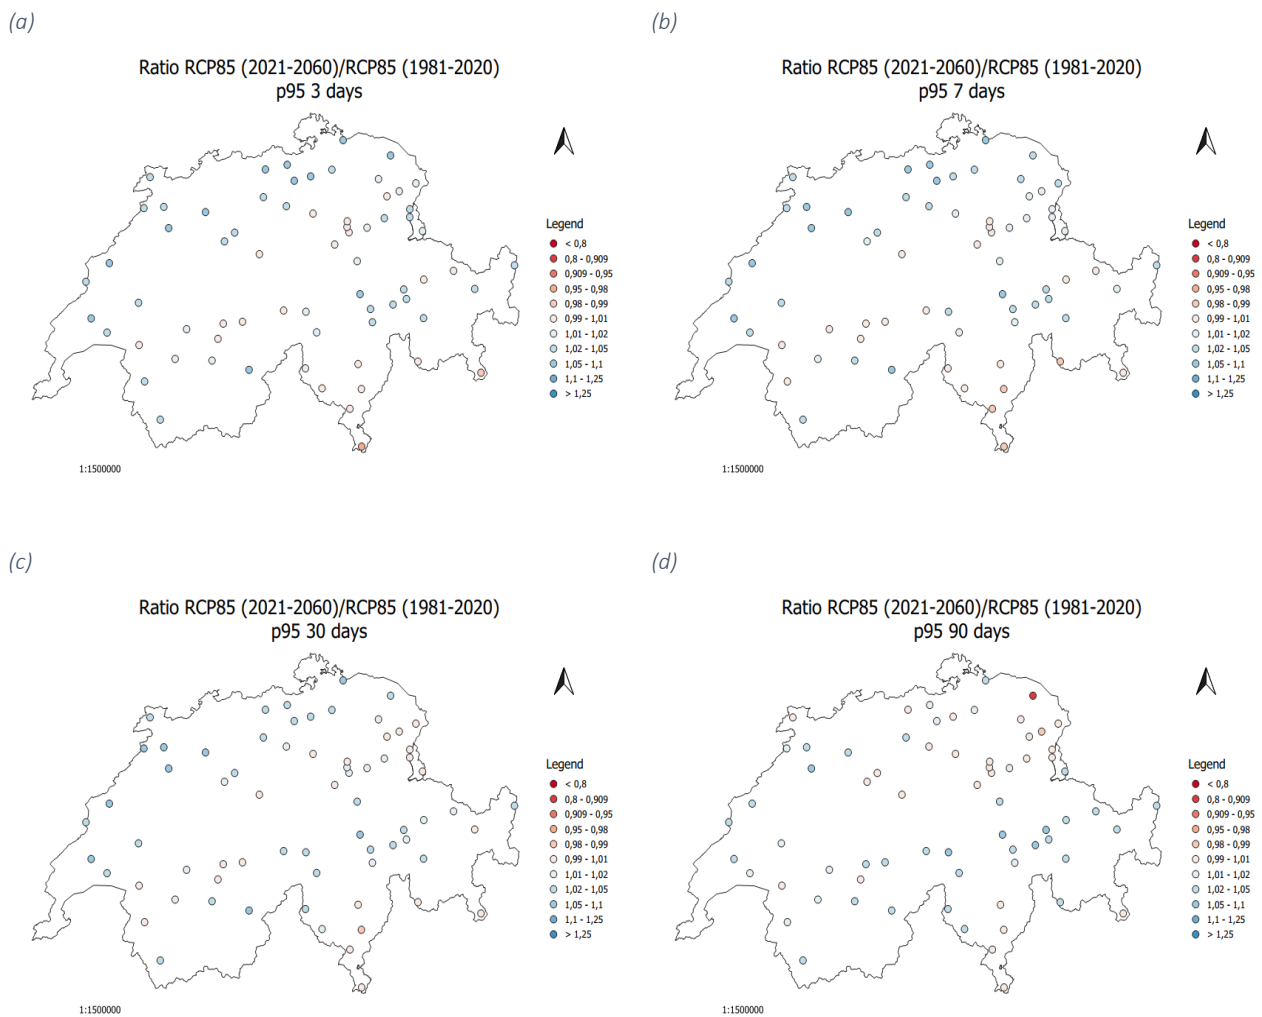 (a)
Ratio RCP85 (2021-2060)/RCP85 (1981-2020)
p95 3 days
Legend
< 0,8
0,8 - 0,909
0,909 - 0,95
0,95 - 0,98
0,98 - 0,99
0,99 - 1,01
1,01 - 1,02
1,02 - 1,05
1,05 - 1,1
1,1 - 1,25
> 1,25
1:1500000
(b)
Ratio RCP85 (2021-2060)/RCP85 (1981-2020)
p95 7 days
Legend
< 0,8
0,8 - 0,909
0,909 - 0,95
0,95 - 0,98
0,98 - 0,99
0,99 - 1,01
1,01 - 1,02
1,02 - 1,05
1,05 - 1,1
1,1 - 1,25
> 1,25
1:1500000
(c)
Ratio RCP85 (2021-2060)/RCP85 (1981-2020)
p95 30 days
Legend
< 0,8
0,8 - 0,909
0,909 - 0,95
0,95 - 0,98
0,98 - 0,99
0,99 - 1,01
1,01 - 1,02
1,02 - 1,05
1,05 - 1,1
1,1 - 1,25
> 1,25
1:1500000
(d)
Ratio RCP85 (2021-2060)/RCP85 (1981-2020)
p95 90 days
Legend
< 0,8
0,8 - 0,909
0,909 - 0,95
0,95 - 0,98
0,98 - 0,99
0,99 - 1,01
1,01 - 1,02
1,02 - 1,05
1,05 - 1,1
1,1 - 1,25
> 1,25
1:1500000